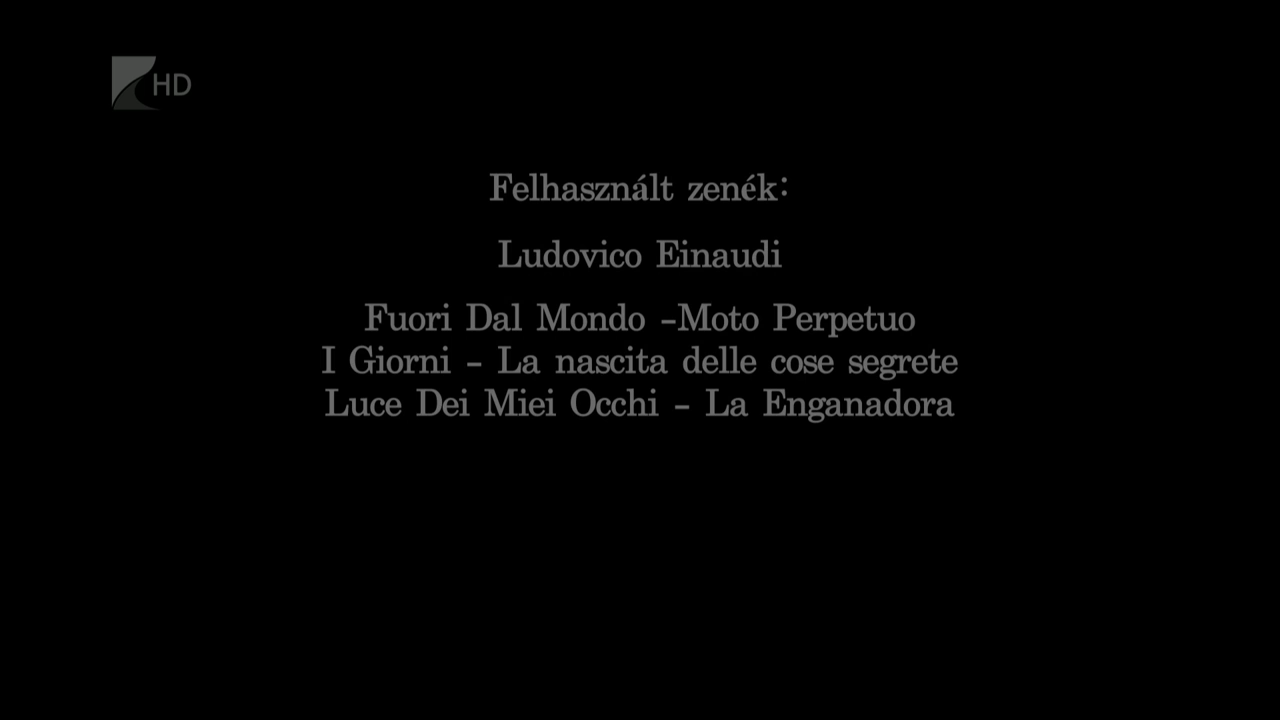 HD
Felhasznált zenék:
Ludovico Einaudi
Fuori Dal Mondo -Moto Perpetuo
I Giorni - La nascita delle cose segrete
Luce Dei Miei Occhi - La Enganadora